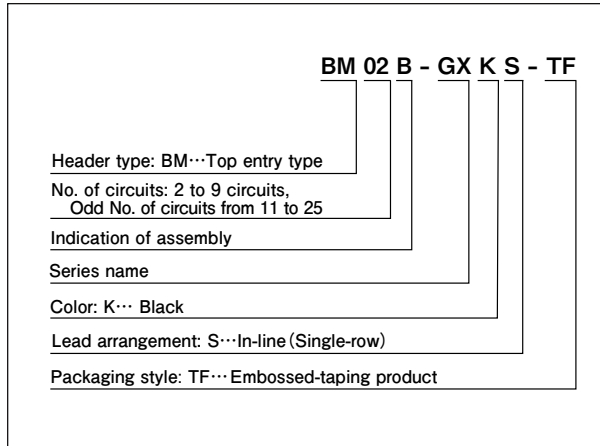 BM 02 B - GX K S - TF
Header type: BM…Top entry type
No. of circuits: 2 to 9 circuits,
Odd No. of circuits from 11 to 25
Indication of assembly
Series name
Color: K… Black
Lead arrangement: S…In-line (Single-row)
Packaging style: TF…Embossed-taping product